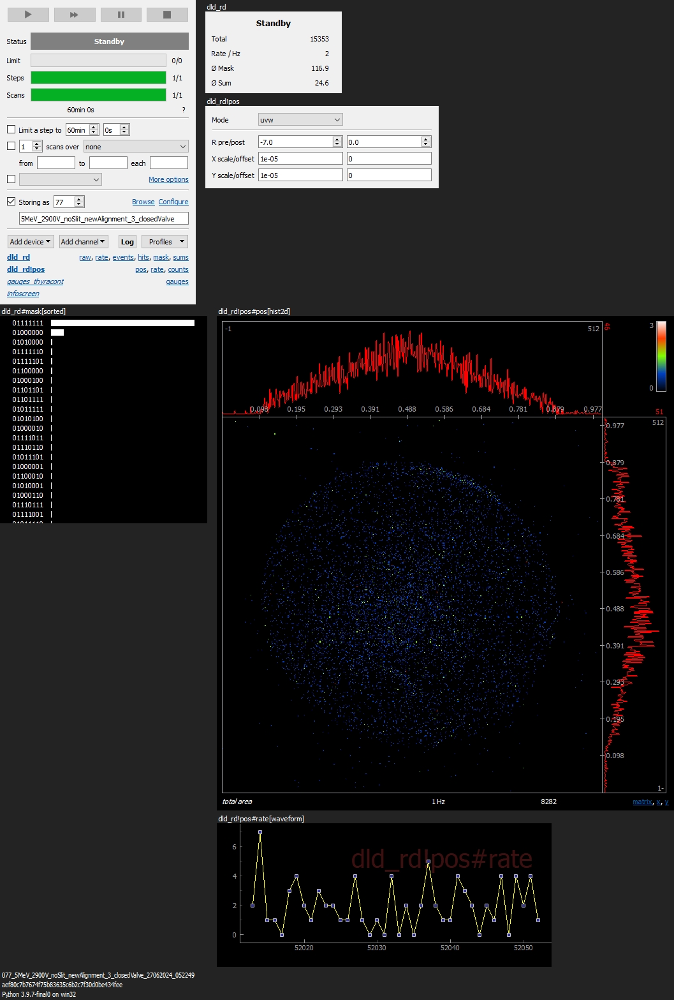 Status Standby
Limit 0/0
Steps 1/1
Scans 1/1
60min 0s ?
Limit a step to 60min 0s
1 scans over none
from to each
More options
Storing as 77 Browse Configure
5MeV_2900V_noSlit_newAlignment_3_closedValve
Add device Add channel Log Profiles
dld_rd raw, rate, events, hits, mask, sums
dld_rd!pos pos, rate, counts
gauges_thyracont gauges
infoscreen
dld_rd
Standby
Total 15353
Rate / Hz 2
Ø Mask 116.9
Ø Sum 24.6
dld_rd!pos
Mode uvw
R pre/post -7.0 0.0
X scale/offset 1e-05 0
Y scale/offset 1e-05 0
dld_rd#mask[sorted]
01111111
01000000
01010000
01111110
01111101
01100000
01000100
01101101
01101111
01011111
01010100
01000010
01111011
01110110
01011101
01000001
01100010
01010001
01000110
01110111
01111001
dld_rd!pos#pos[hist2d]
-1 512 46
3
0
0.098 0.195 0.293 0.391 0.488 0.586 0.684 0.781 0.879 0.977
51
512
0.977
0.879
0.781
0.684
0.586
0.488
0.391
0.293
0.195
0.098
1-
total area 1 Hz 8282 matrix, x, y
dld_rd!pos#rate[waveform]
dld_rd!pos#rate
6
4
2
0
52020 52030 52040 52050
077_5MeV_2900V_noSlit_newAlignment_3_closedValve_27062024_052249
aef80c7b7674f75b83635c6b2c7f30d0be434fee
Python 3.9.7-final0 on win32